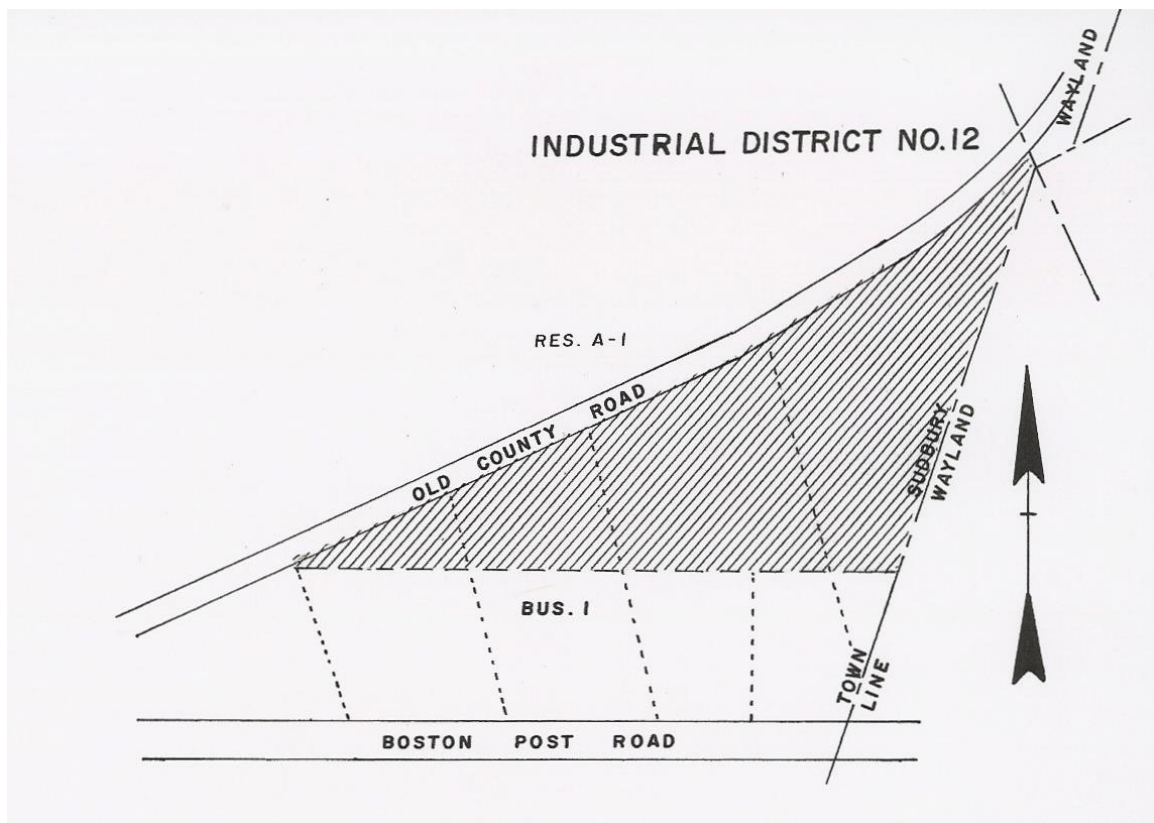 WAYLAND
INDUSTRIAL DISTRICT NO.12
RES. A-1
OLD COUNTY ROAD
SUDBURY
WAYLAND
BUS. 1
TOWN
LINE
BOSTON POST ROAD